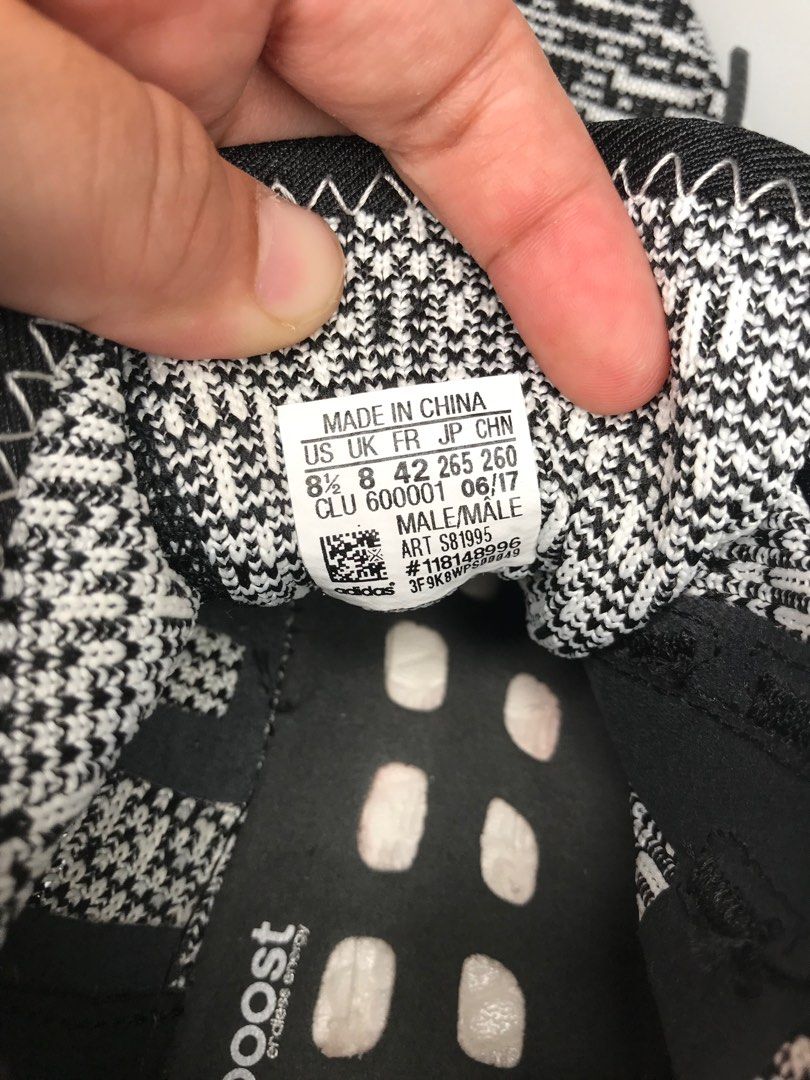 MADE IN CHINA
US UK FR JP CHN
8½ 8 42 265 260
CLU 600001 06/17
MALE/MÂLE
ART S81995
#118148996
3F9K8WPS00049
adidas®
boost
endless energy